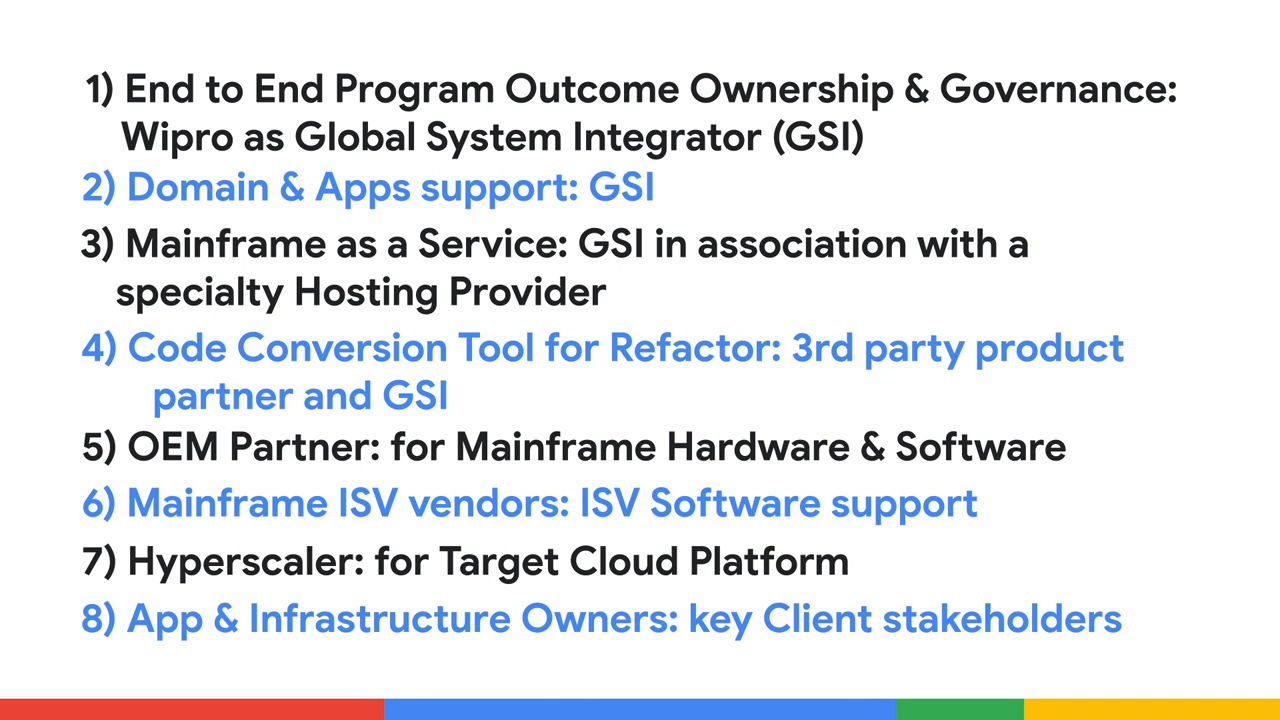 1) End to End Program Outcome Ownership & Governance:
Wipro as Global System Integrator (GSI)
2) Domain & Apps support: GSI
3) Mainframe as a Service: GSI in association with a
specialty Hosting Provider
4) Code Conversion Tool for Refactor: 3rd party product
partner and GSI
5) OEM Partner: for Mainframe Hardware & Software
6) Mainframe ISV vendors: ISV Software support
7) Hyperscaler: for Target Cloud Platform
8) App & Infrastructure Owners: key Client stakeholders